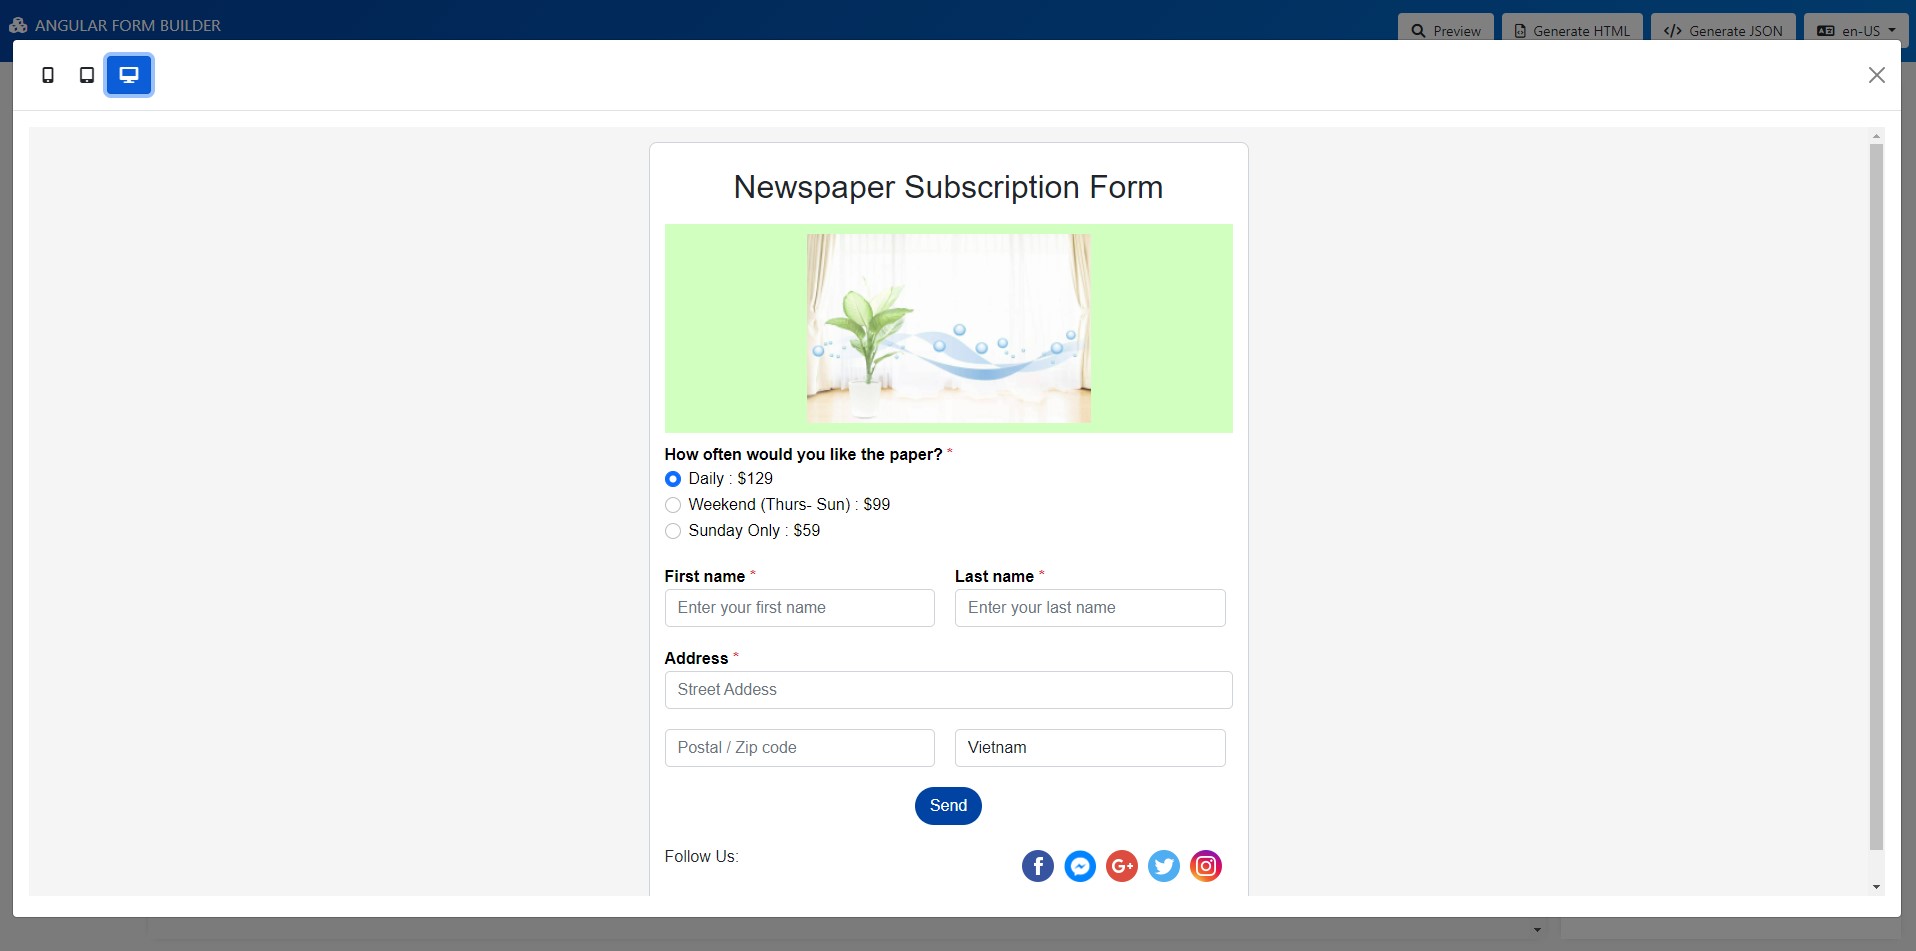 ANGULAR FORM BUILDER
Preview Generate HTML Generate JSON en-US
Newspaper Subscription Form
How often would you like the paper? *
Daily : $129
Weekend (Thurs- Sun) : $99
Sunday Only : $59
First name * Last name *
Enter your first name Enter your last name
Address *
Street Addess
Postal / Zip code Vietnam
Send
Follow Us: